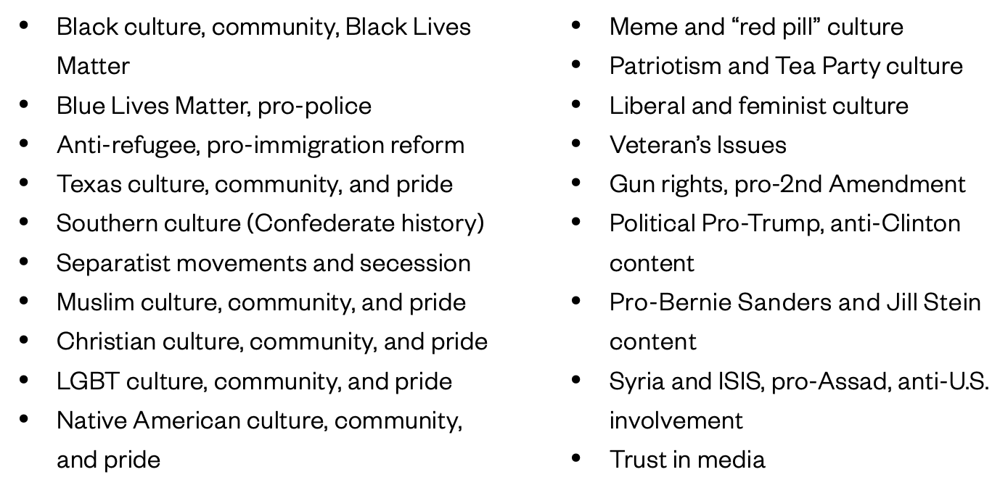 • Black culture, community, Black Lives
Matter
• Blue Lives Matter, pro-police
• Anti-refugee, pro-immigration reform
• Texas culture, community, and pride
• Southern culture (Confederate history)
• Separatist movements and secession
• Muslim culture, community, and pride
• Christian culture, community, and pride
• LGBT culture, community, and pride
• Native American culture, community,
and pride
• Meme and “red pill” culture
• Patriotism and Tea Party culture
• Liberal and feminist culture
• Veteran’s Issues
• Gun rights, pro-2nd Amendment
• Political Pro-Trump, anti-Clinton
content
• Pro-Bernie Sanders and Jill Stein
content
• Syria and ISIS, pro-Assad, anti-U.S.
involvement
• Trust in media